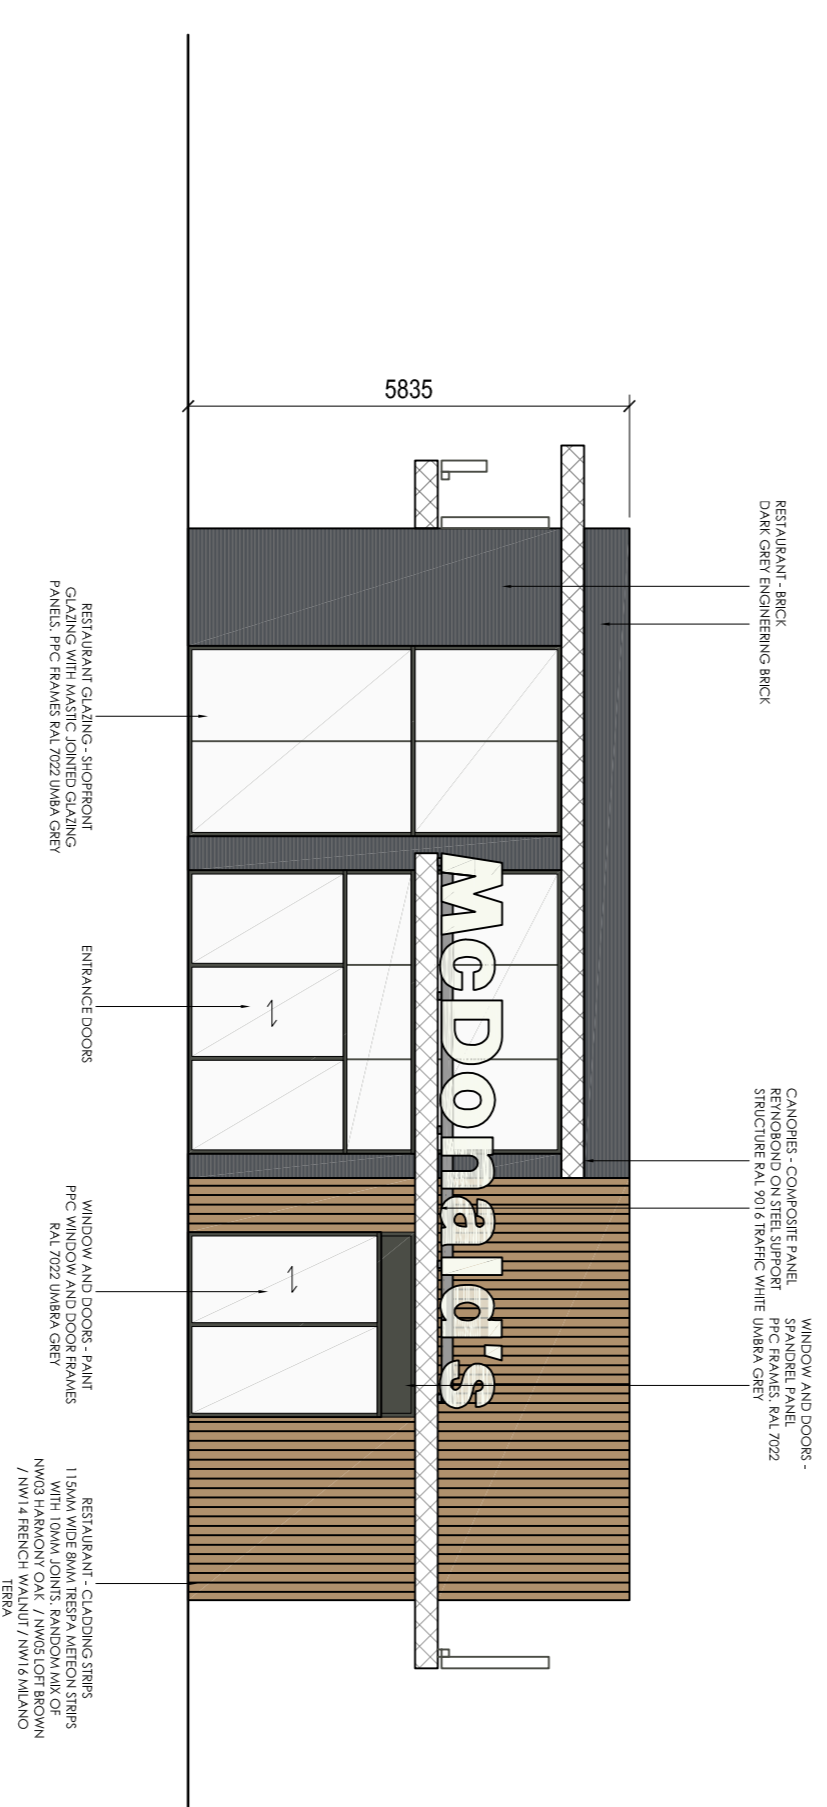 5835
RESTAURANT - BRICK
DARK GREY ENGINEERING BRICK
CANOPIES - COMPOSITE PANEL
REYNOBOND ON STEEL SUPPORT
STRUCTURE RAL 9016 TRAFFIC WHITE
WINDOW AND DOORS -
SPANDREL PANEL
PPC FRAMES. RAL 7022
UMBRA GREY
McDonald's
RESTAURANT GLAZING - SHOPFRONT
GLAZING WITH MASTIC JOINTED GLAZING
PANELS. PPC FRAMES RAL 7022 UMBA GREY
ENTRANCE DOORS
WINDOW AND DOORS - PAINT
PPC WINDOW AND DOOR FRAMES
RAL 7022 UMBRA GREY
RESTAURANT - CLADDING STRIPS
115MM WIDE 8MM TRESPA METEON STRIPS
WITH 10MM JOINTS. RANDOM MIX OF
NW03 HARMONY OAK / NW05 LOFT BROWN
/ NW14 FRENCH WALNUT / NW16 MILANO
TERRA